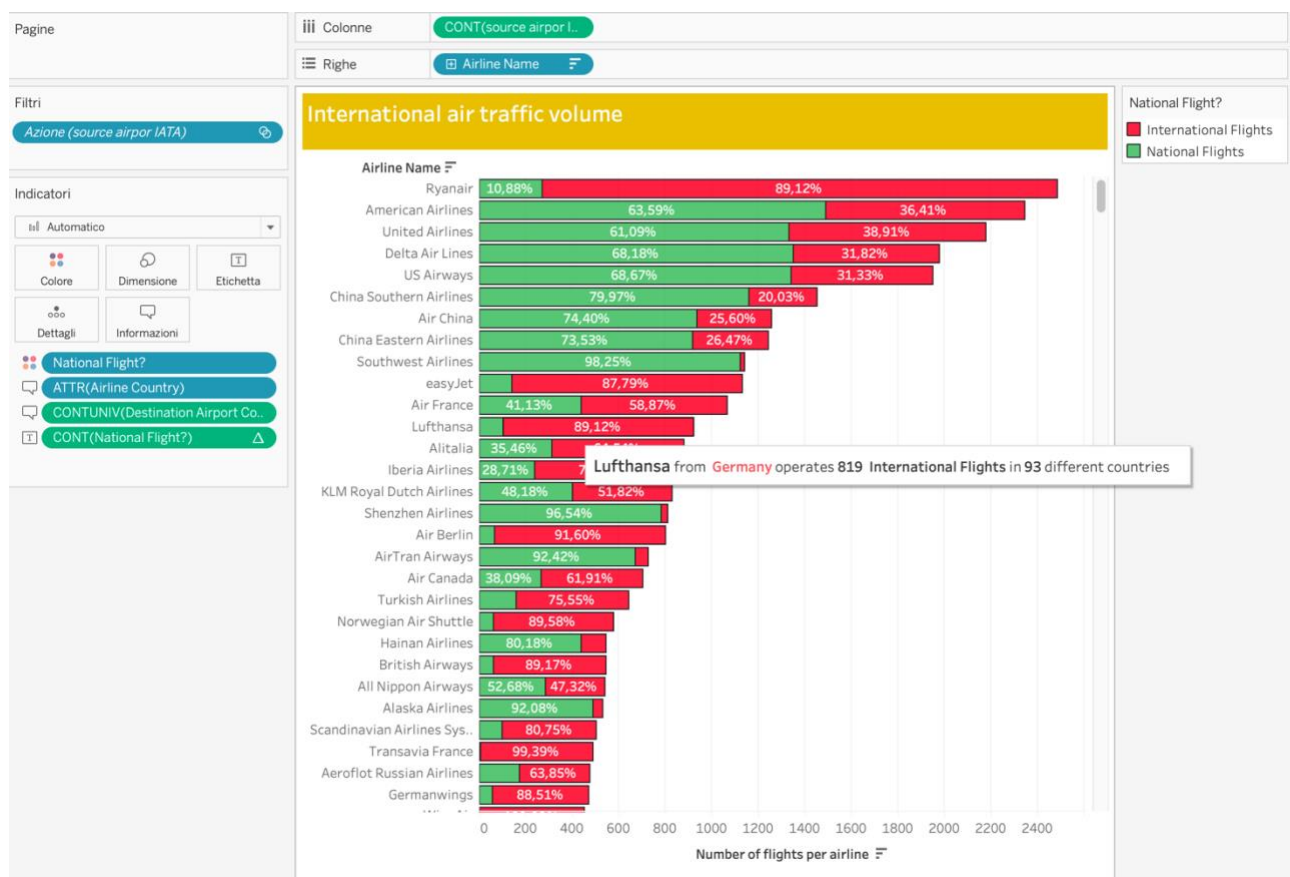 Pagine
iii Colonne
CONT(source airpor I..
Righe
Airline Name
Filtri
Azione (source airpor IATA)
Indicatori
Automatico
Colore
Dimensione
Etichetta
Dettagli
Informazioni
National Flight?
ATTR(Airline Country)
CONTUNIV(Destination Airport Co..
CONT(National Flight?)
International air traffic volume
Airline Name
Ryanair 10,88% 89,12%
American Airlines 63,59% 36,41%
United Airlines 61,09% 38,91%
Delta Air Lines 68,18% 31,82%
US Airways 68,67% 31,33%
China Southern Airlines 79,97% 20,03%
Air China 74,40% 25,60%
China Eastern Airlines 73,53% 26,47%
Southwest Airlines 98,25%
easyJet 87,79%
Air France 41,13% 58,87%
Lufthansa 89,12%
Alitalia 35,46%
Lufthansa from Germany operates 819 International Flights in 93 different countries
Iberia Airlines 28,71%
KLM Royal Dutch Airlines 48,18% 51,82%
Shenzhen Airlines 96,54%
Air Berlin 91,60%
AirTran Airways 92,42%
Air Canada 38,09% 61,91%
Turkish Airlines 75,55%
Norwegian Air Shuttle 89,58%
Hainan Airlines 80,18%
British Airways 89,17%
All Nippon Airways 52,68% 47,32%
Alaska Airlines 92,08%
Scandinavian Airlines Sys.. 80,75%
Transavia France 99,39%
Aeroflot Russian Airlines 63,85%
Germanwings 88,51%
0 200 400 600 800 1000 1200 1400 1600 1800 2000 2200 2400
Number of flights per airline
National Flight?
International Flights
National Flights